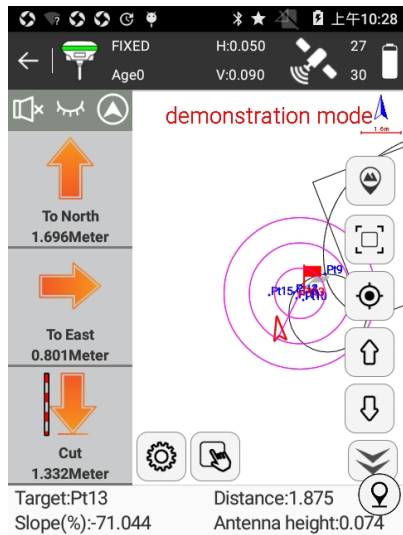 上午10:28
FIXED H:0.050 27
Age0 V:0.090 30
demonstration mode
1.6m
To North
1.696Meter
Pt9
Pt15
Pt10
To East
0.801Meter
Cut
1.332Meter
Target:Pt13 Distance:1.875
Slope(%):-71.044 Antenna height:0.074